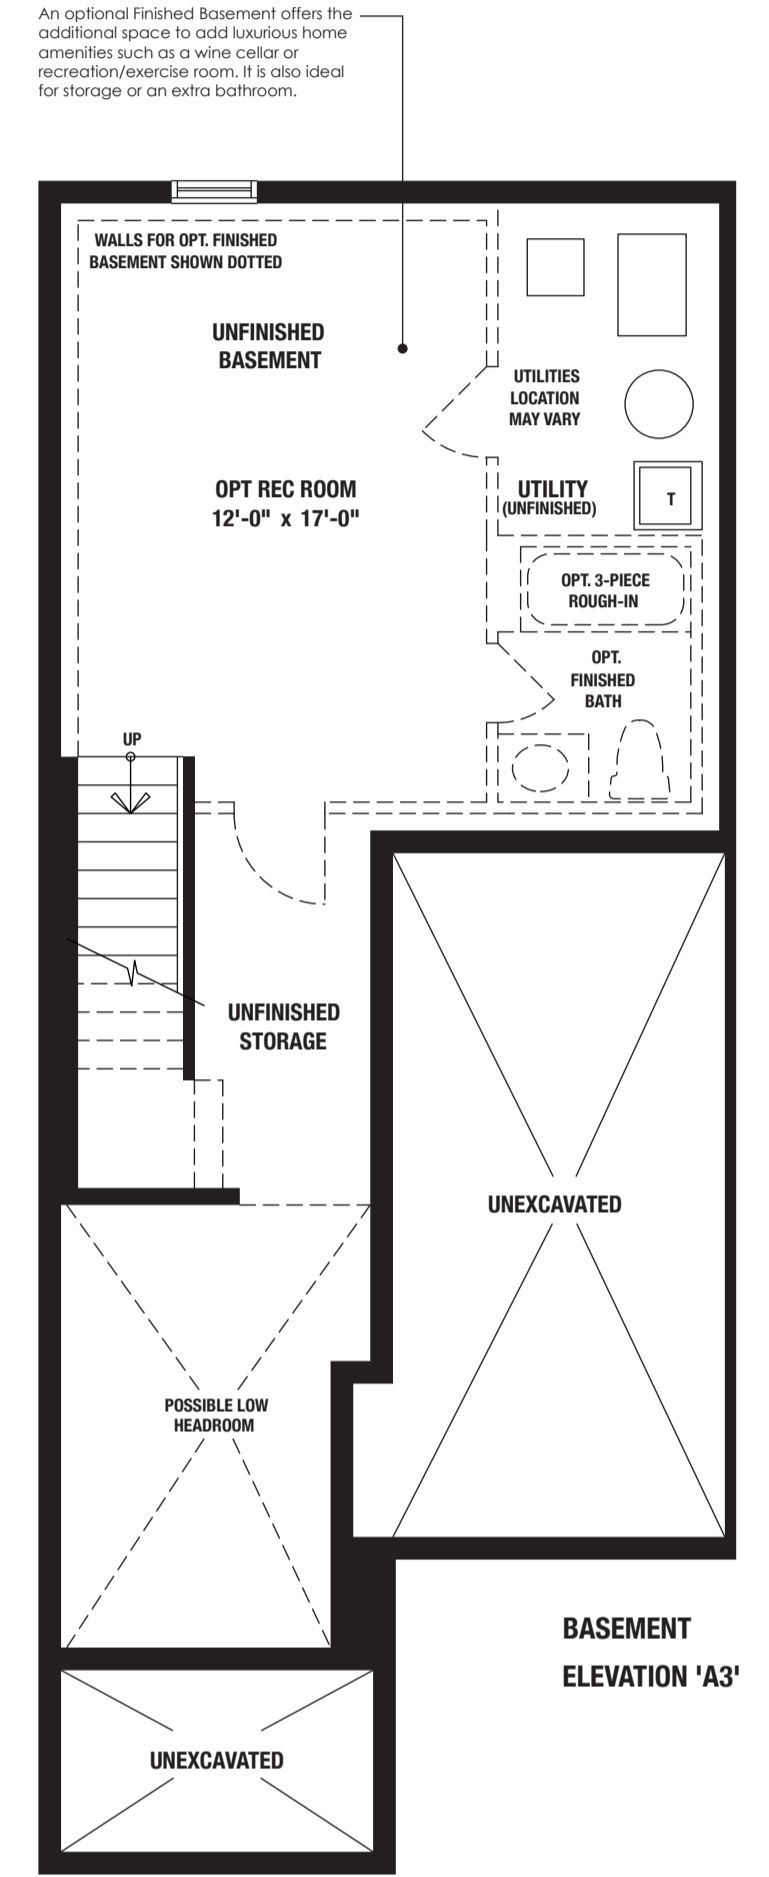 An optional Finished Basement offers the
additional space to add luxurious home
amenities such as a wine cellar or
recreation/exercise room. It is also ideal
for storage or an extra bathroom.
WALLS FOR OPT. FINISHED
BASEMENT SHOWN DOTTED
UNFINISHED
BASEMENT
UTILITIES
LOCATION
MAY VARY
OPT REC ROOM
12'-0" x 17'-0"
UTILITY
(UNFINISHED)
T
OPT. 3-PIECE
ROUGH-IN
OPT.
FINISHED
BATH
UP
UNFINISHED
STORAGE
UNEXCAVATED
POSSIBLE LOW
HEADROOM
BASEMENT
ELEVATION 'A3'
UNEXCAVATED